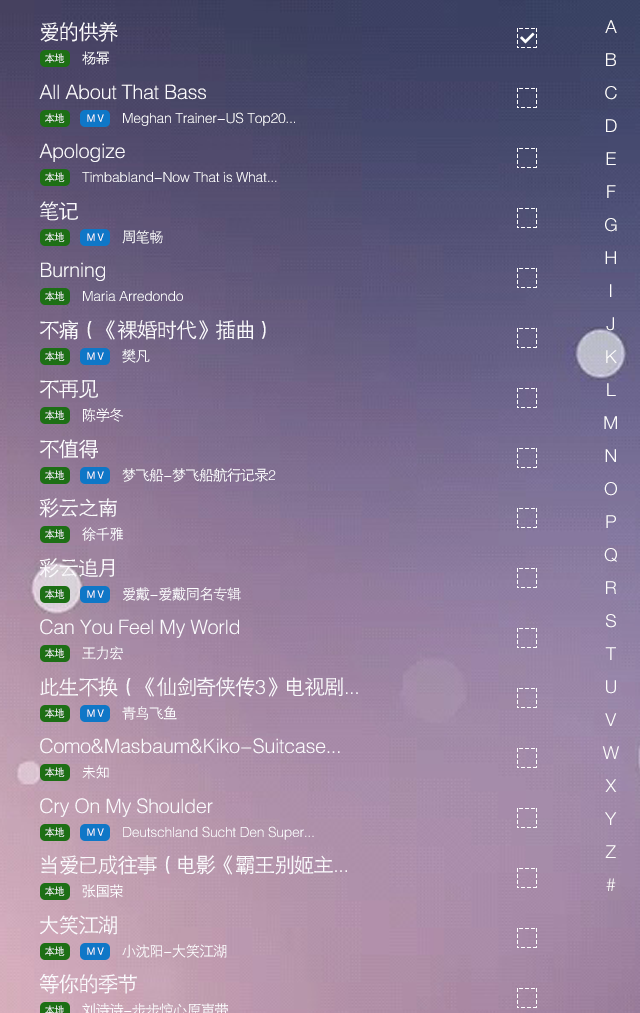 爱的供养
本地 杨幂
All About That Bass
本地 MV Meghan Trainer-US Top20...
Apologize
本地 Timbabland-Now That is What...
笔记
本地 MV 周笔畅
Burning
本地 Maria Arredondo
不痛（《裸婚时代》插曲）
本地 MV 樊凡
不再见
本地 陈学冬
不值得
本地 MV 梦飞船-梦飞船航行记录2
彩云之南
本地 徐千雅
彩云追月
本地 MV 爱戴-爱戴同名专辑
Can You Feel My World
本地 王力宏
此生不换（《仙剑奇侠传3》电视剧...
本地 MV 青鸟飞鱼
Como&Masbaum&Kiko-Suitcase...
本地 未知
Cry On My Shoulder
本地 MV Deutschland Sucht Den Super...
当爱已成往事（电影《霸王别姬主...
本地 张国荣
大笑江湖
本地 MV 小沈阳-大笑江湖
等你的季节
本地 刘诗诗-步步惊心原声带
A
B
C
D
E
F
G
H
I
J
K
L
M
N
O
P
Q
R
S
T
U
V
W
X
Y
Z
#